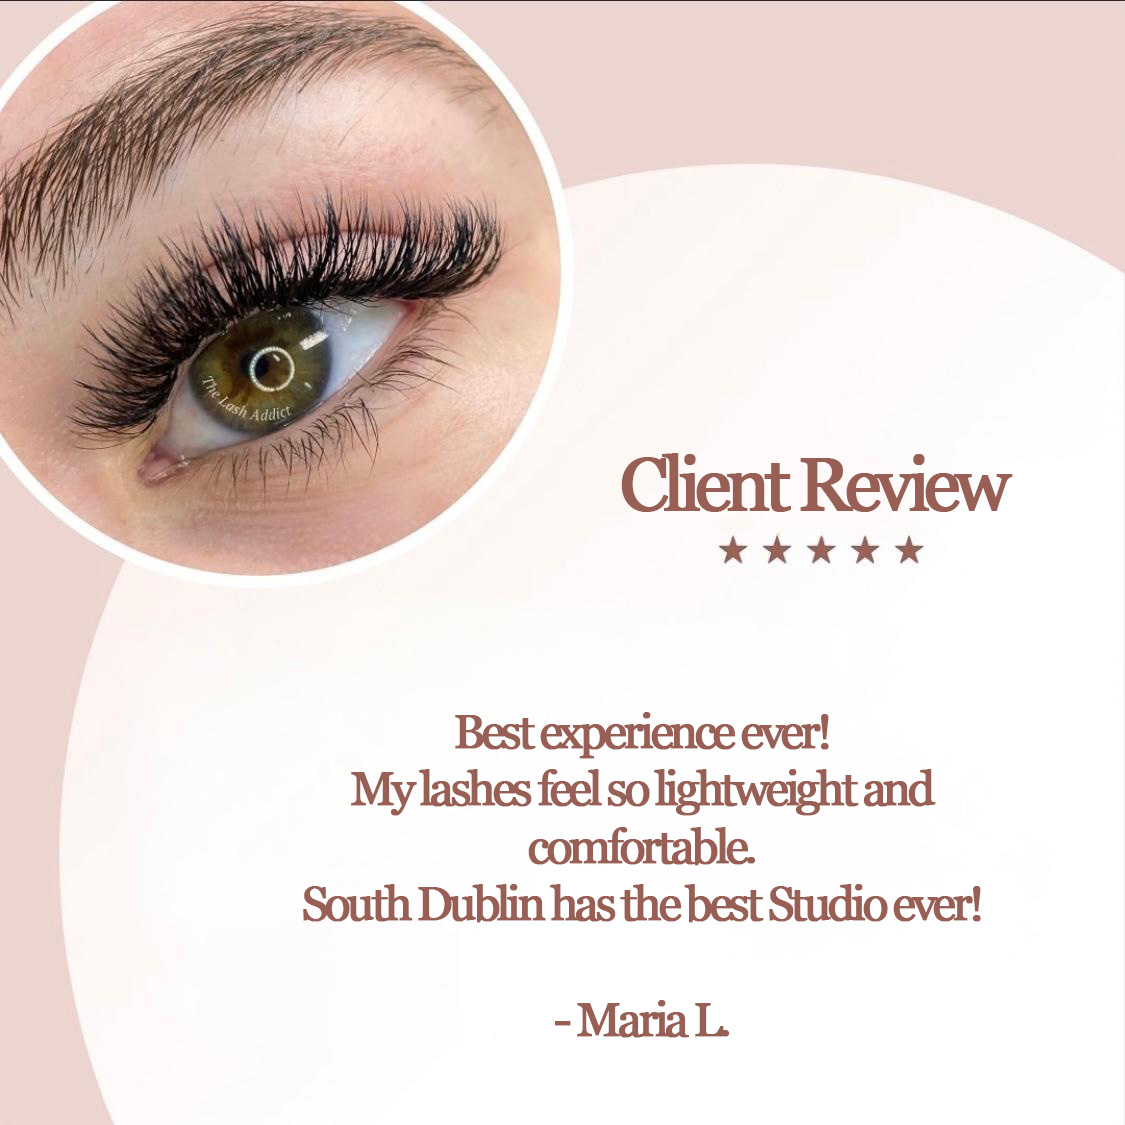 The Lash Addict
Client Review
★ ★ ★ ★ ★
Best experience ever!
My lashes feel so lightweight and
comfortable.
South Dublin has the best Studio ever!
- Maria L.